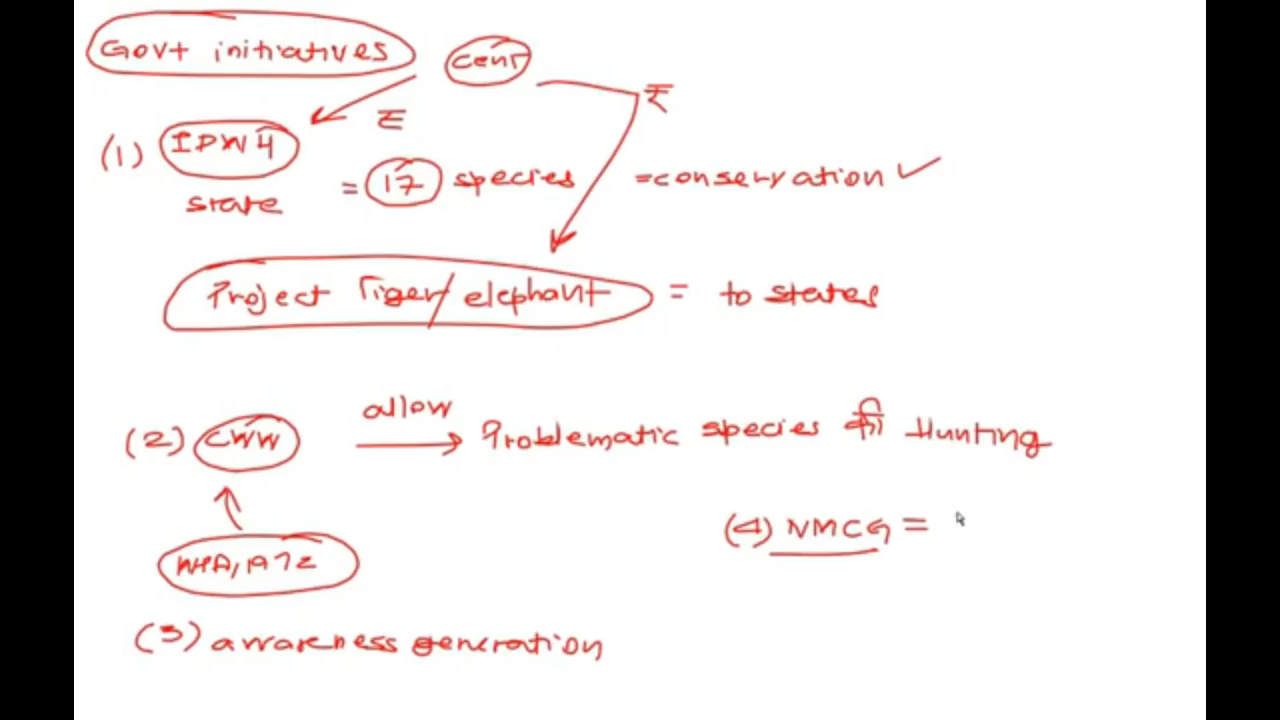 Govt initiatives
Cent
₹
₹
(1) IDWH
state
= 17 species
=conservation ✓
Project Tiger/elephant = to states
(2) CWW
allow
Problematic species की Hunting
WPA, 1972
(4) NMCG =
(3) awareness generation